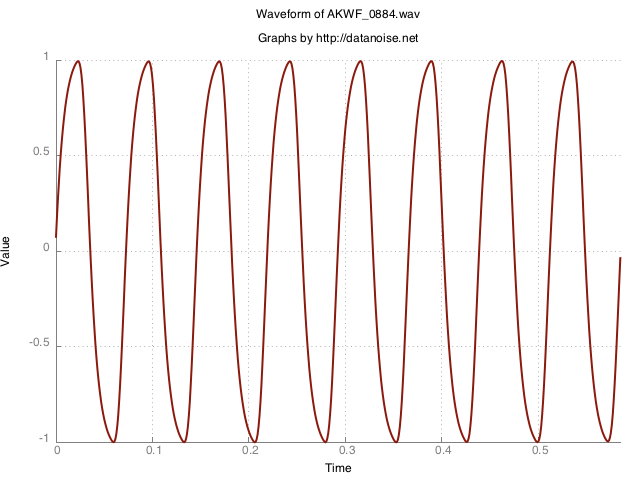 Waveform of AKWF_0884.wav
Graphs by http://datanoise.net
1
0.5
0
-0.5
-1
Value
0 0.1 0.2 0.3 0.4 0.5
Time